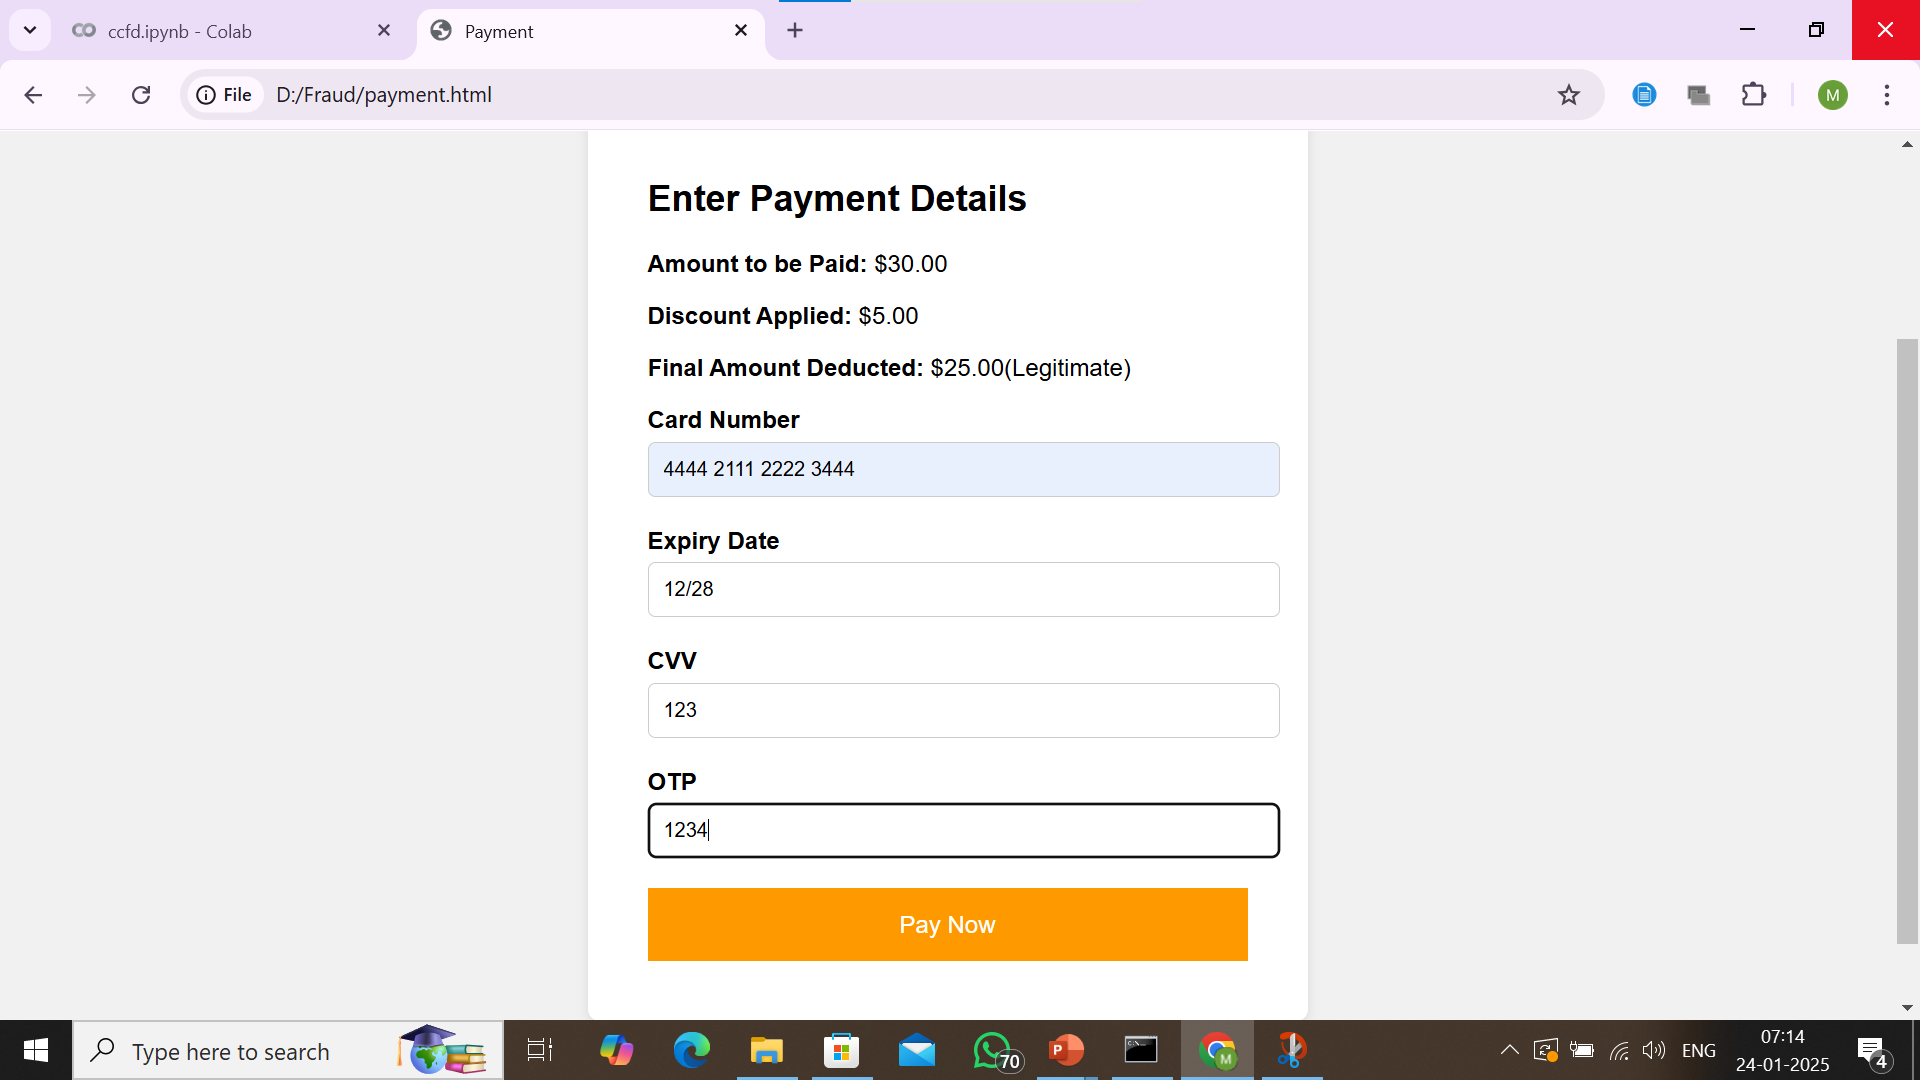 ccfd.ipynb - Colab
Payment
File
D:/Fraud/payment.html
M
Enter Payment Details
Amount to be Paid: $30.00
Discount Applied: $5.00
Final Amount Deducted: $25.00(Legitimate)
Card Number
4444 2111 2222 3444
Expiry Date
12/28
CVV
123
OTP
1234
Pay Now
Type here to search
70
P
M
ENG
07:14
24-01-2025
4